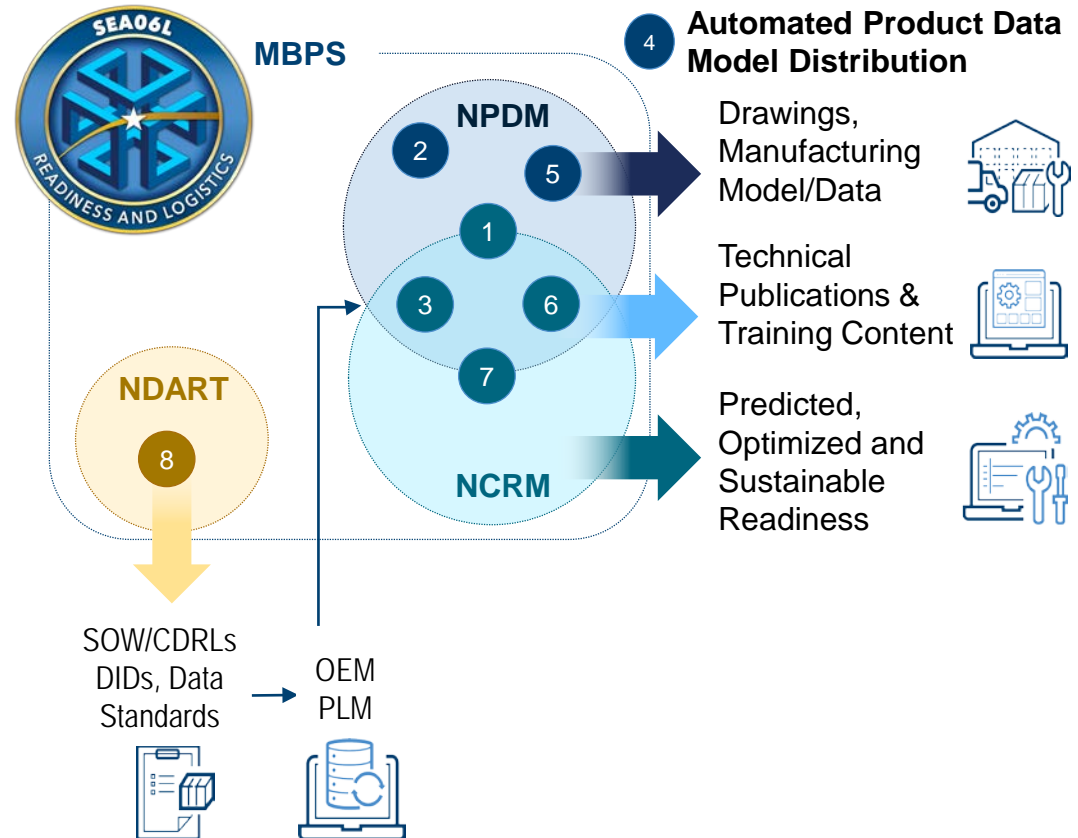 SEA06L
READINESS AND LOGISTICS
MBPS
4
Automated Product Data
Model Distribution
NPDM
2
5
1
3
6
7
NCRM
Drawings,
Manufacturing
Model/Data
Technical
Publications &
Training Content
Predicted,
Optimized and
Sustainable
Readiness
NDART
8
SOW/CDRLs
DIDs, Data
Standards
OEM
PLM